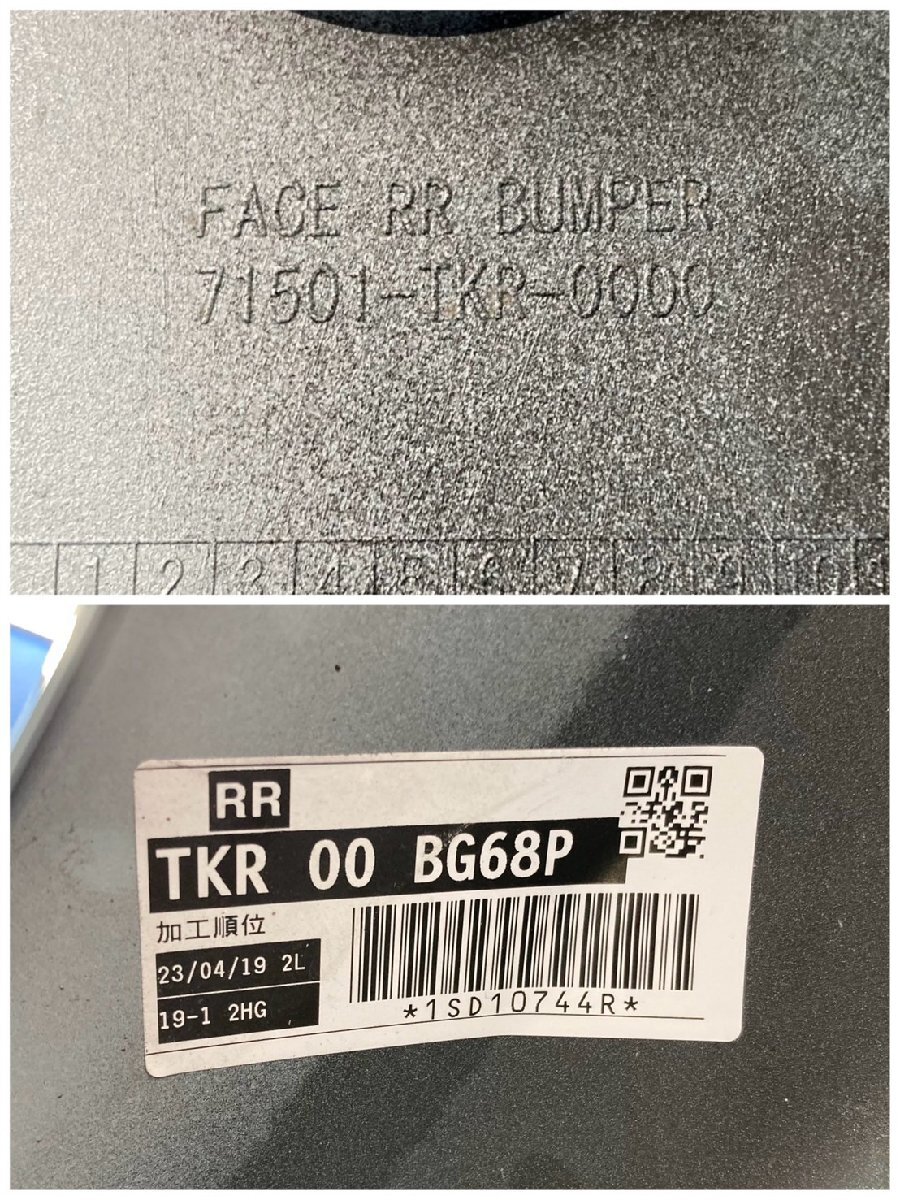 FACE RR BUMPER
71501-TKR-0000
1 2 3 4 5 6 7 8 9 10
RR
TKR 00 BG68P
加工順位
23/04/19 2L
19-1 2HG
*1SD10744R*